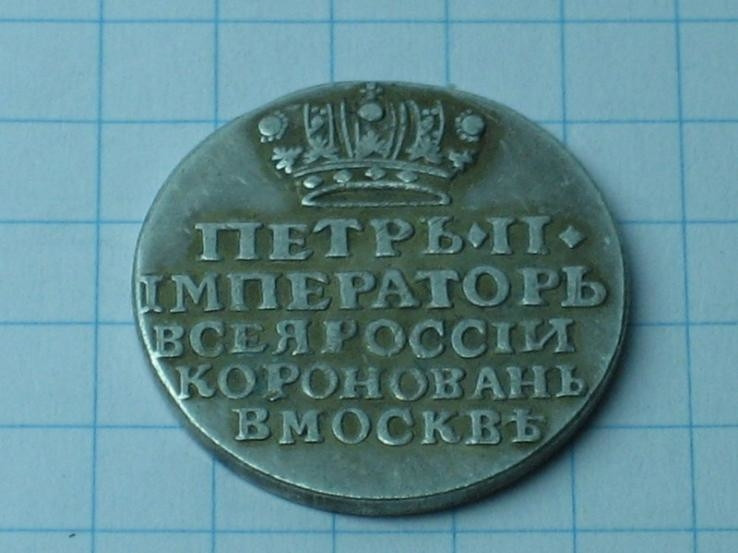 ПЕТРЪ•II•
IМПЕРАТОРЪ
ВСЕЯРОССIИ
КОРОНОВАНЪ
ВМОСКВѢ